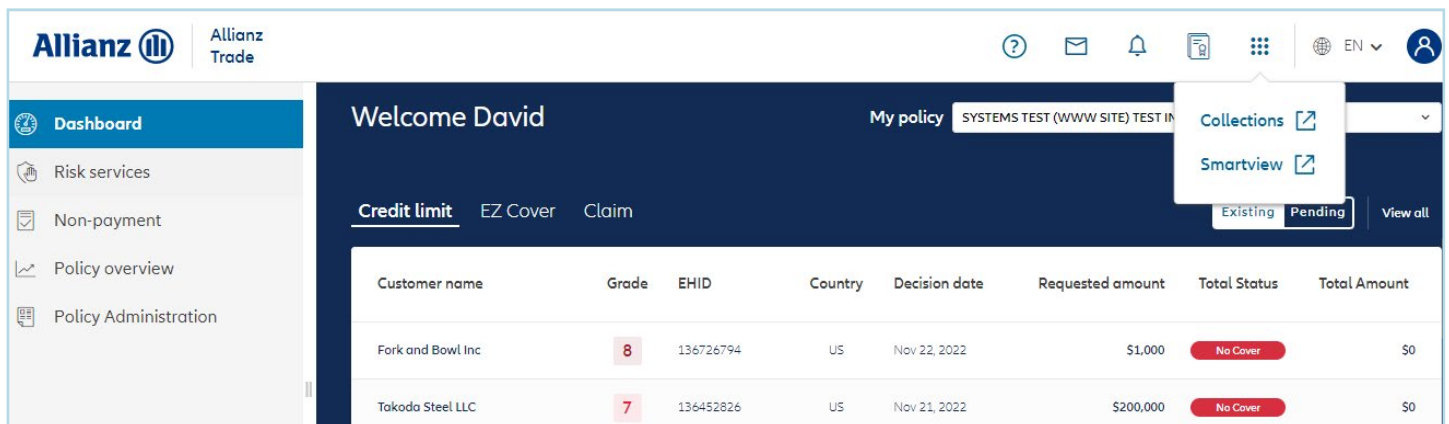 Allianz
Allianz
Trade
EN
Dashboard
Risk services
Non-payment
Policy overview
Policy Administration
Welcome David
My policy
SYSTEMS TEST (WWW SITE) TEST
Collections
Smartview
Credit limit EZ Cover Claim
Existing Pending View all
Customer name Grade EHID Country Decision date Requested amount Total Status Total Amount
Fork and Bowl Inc 8 136726794 US Nov 22, 2022 $1,000 No Cover $0
Takoda Steel LLC 7 136452826 US Nov 21, 2022 $200,000 No Cover $0